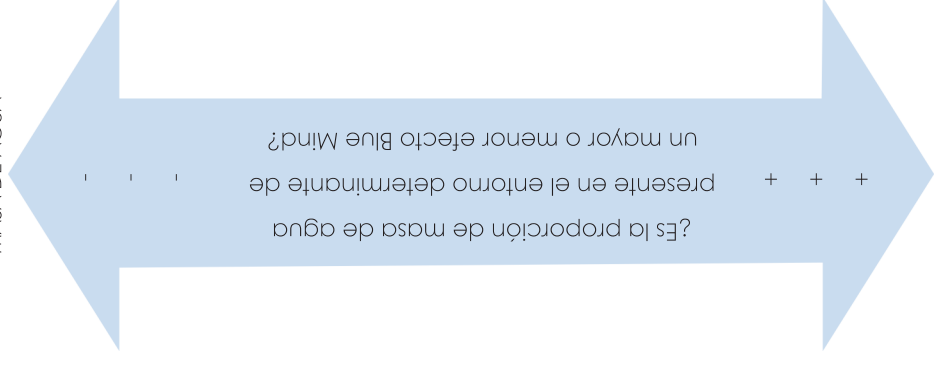 ¿Es la proporción de masa de agua
presente en el entorno determinante de
un mayor o menor efecto Blue Mind?
+ + +
- - -